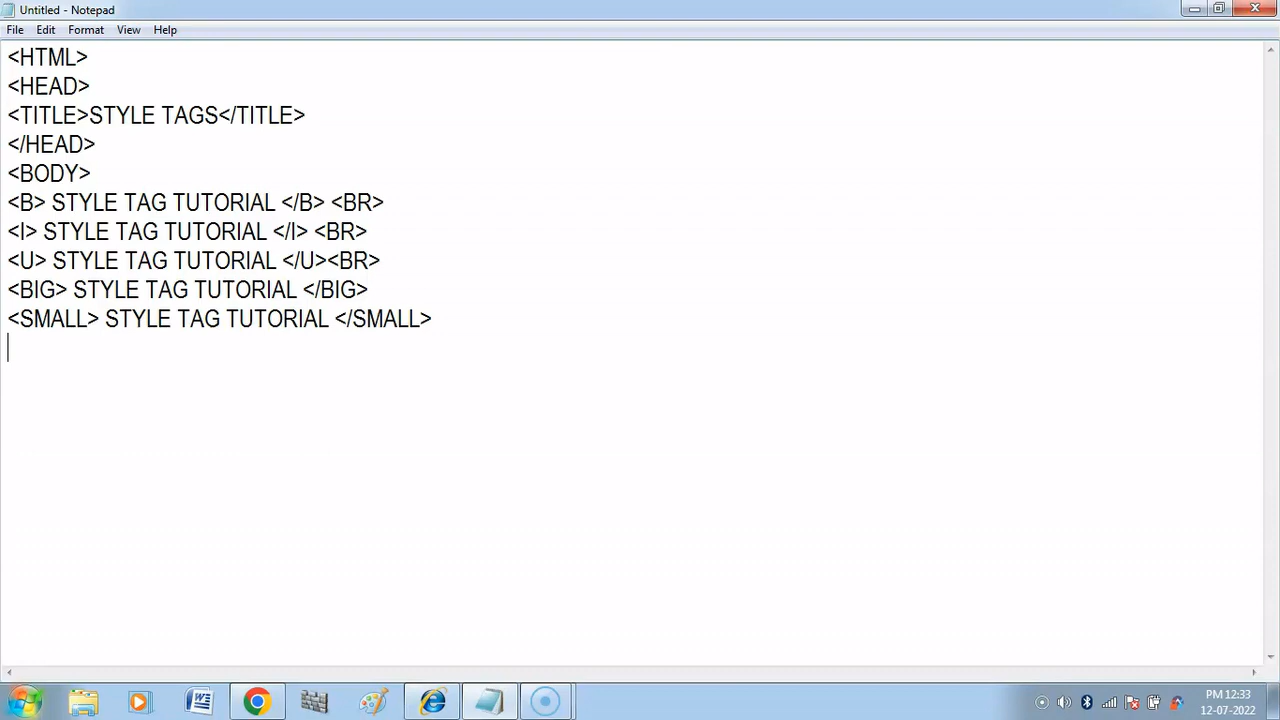 Untitled - Notepad
File Edit Format View Help
<HTML>
<HEAD>
<TITLE>STYLE TAGS</TITLE>
</HEAD>
<BODY>
<B> STYLE TAG TUTORIAL </B> <BR>
<I> STYLE TAG TUTORIAL </I> <BR>
<U> STYLE TAG TUTORIAL </U><BR>
<BIG> STYLE TAG TUTORIAL </BIG>
<SMALL> STYLE TAG TUTORIAL </SMALL>
PM 12:33
12-07-2022